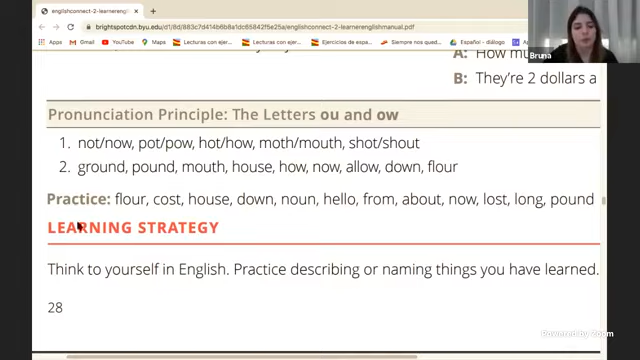 englishconnect-2-learnerengli
brightspotcdn.byu.edu/d1/8d/883c7d414b6b8a1dc65842f5e25a/englishconnect-2-learnerenglishmanual.pdf
Apps
YouTube
Maps
Lecturas con ejer...
Lecturas con ejer...
Ejercicios de espa...
Gmail
Español - diálogo
A: How mu
Bruna
B: They're 2 dollars a
Pronunciation Principle: The Letters ou and ow
1. not/now, pot/pow, hot/how, moth/mouth, shot/shout
2. ground, pound, mouth, house, how, now, allow, down, flour
Practice: flour, cost, house, down, noun, hello, from, about, now, lost, long, pound
LEARNING STRATEGY
Think to yourself in English. Practice describing or naming things you have learned.
28
Powered by Zoom